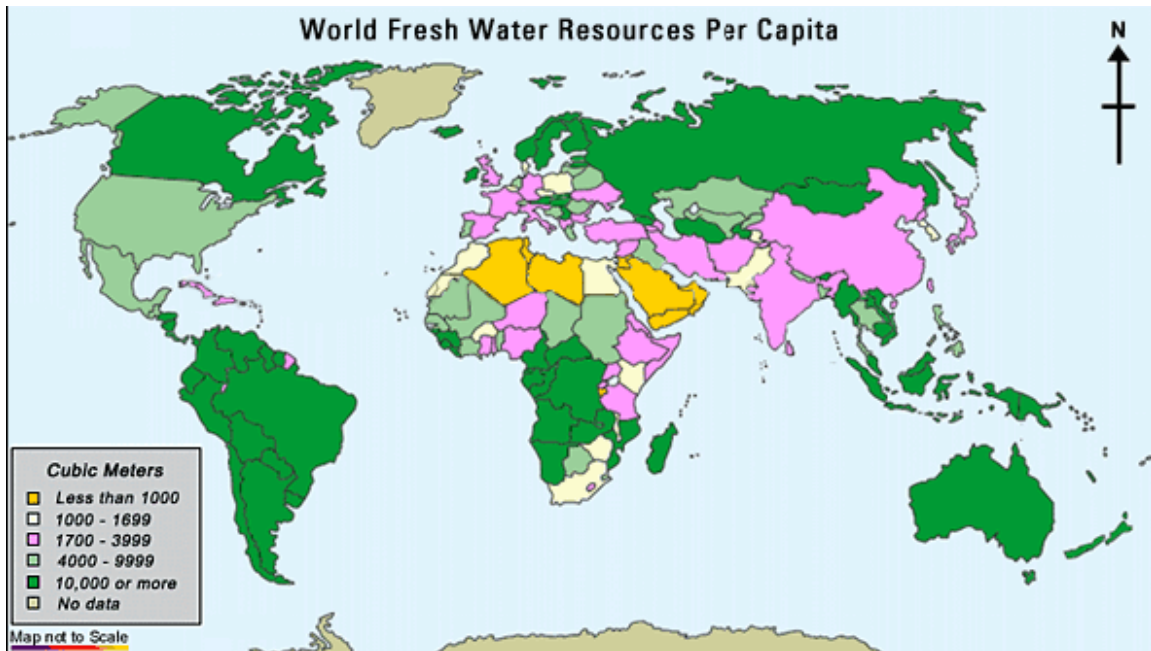 World Fresh Water Resources Per Capita
N
Cubic Meters
Less than 1000
1000 - 1699
1700 - 3999
4000 - 9999
10,000 or more
No data
Map not to Scale